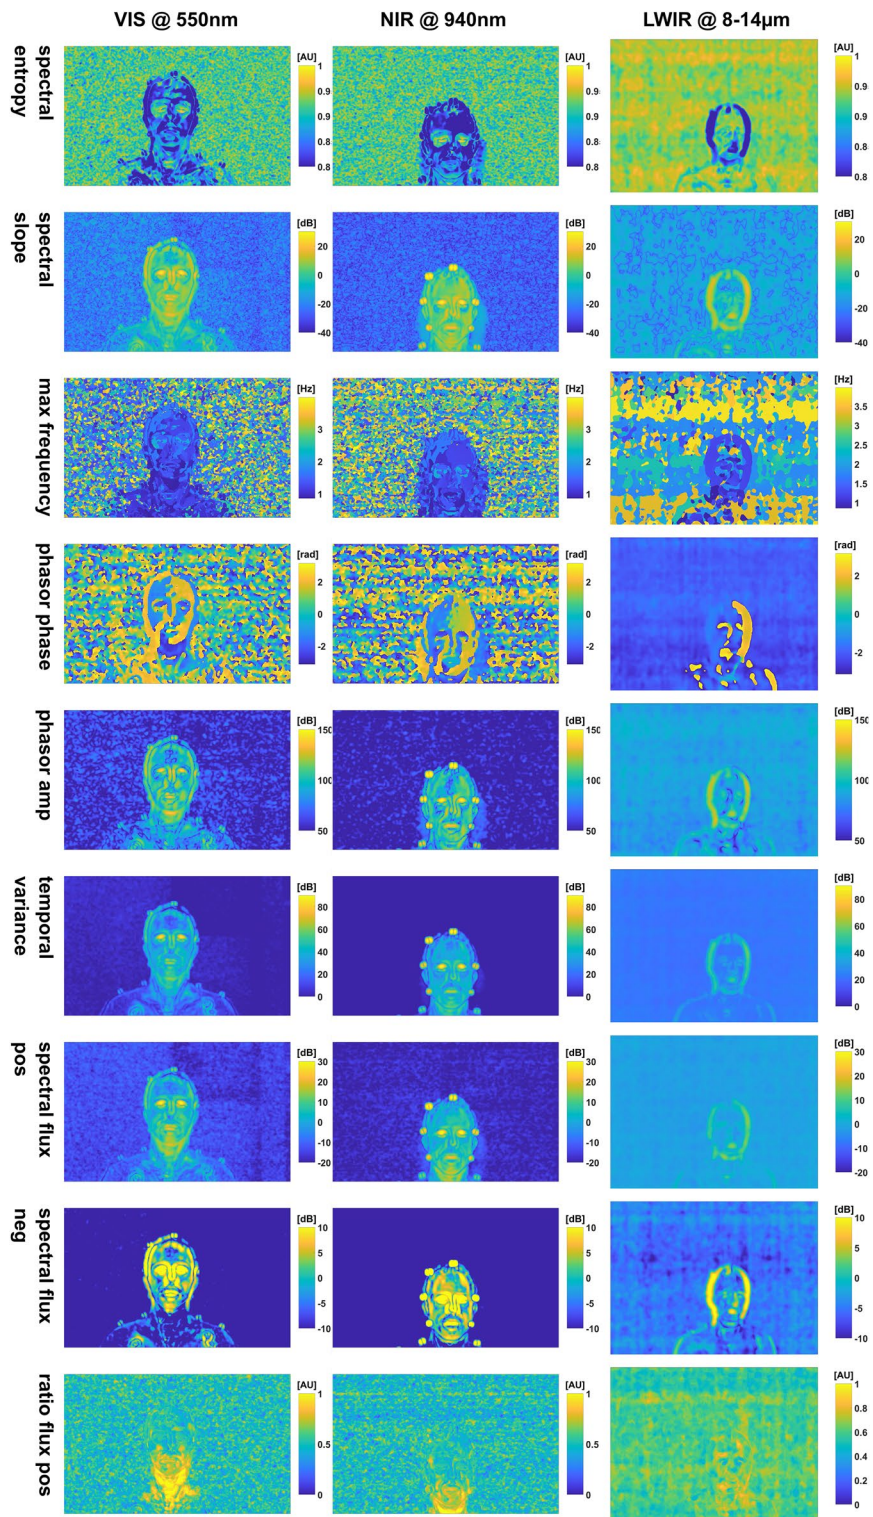 VIS @ 550nm NIR @ 940nm LWIR @ 8-14µm
spectral
entropy
[AU] 1 0.9 0.9 0.8 0.8
[AU] 1 0.9 0.9 0.8 0.8
[AU] 1 0.9 0.9 0.8 0.8
spectral
slope
[dB] 20 0 -20 -40
[dB] 20 0 -20 -40
[dB] 20 0 -20 -40
max frequency
[Hz] 3 2 1
[Hz] 3 2 1
[Hz] 3.5 3 2.5 2 1.5 1
phasor phase
[rad] 2 0 -2
[rad] 2 0 -2
[rad] 2 0 -2
phasor amp
[dB] 150 100 50
[dB] 150 100 50
[dB] 150 100 50
temporal
variance
[dB] 80 60 40 20 0
[dB] 80 60 40 20 0
[dB] 80 60 40 20 0
spectral flux
pos
[dB] 30 20 10 0 -10 -20
[dB] 30 20 10 0 -10 -20
[dB] 30 20 10 0 -10 -20
spectral flux
neg
[dB] 10 5 0 -5 -10
[dB] 10 5 0 -5 -10
[dB] 10 5 0 -5 -10
ratio flux pos
[AU] 1 0.5 0
[AU] 1 0.5 0
[AU] 1 0.8 0.6 0.4 0.2 0